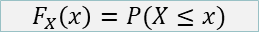 F_X(x) = P(X ≤ x)